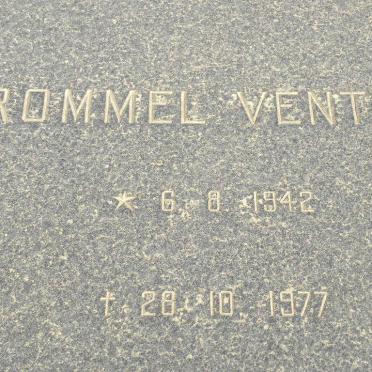 ROMMEL VENT
* 6. 8. 1942
† 28. 10. 1977